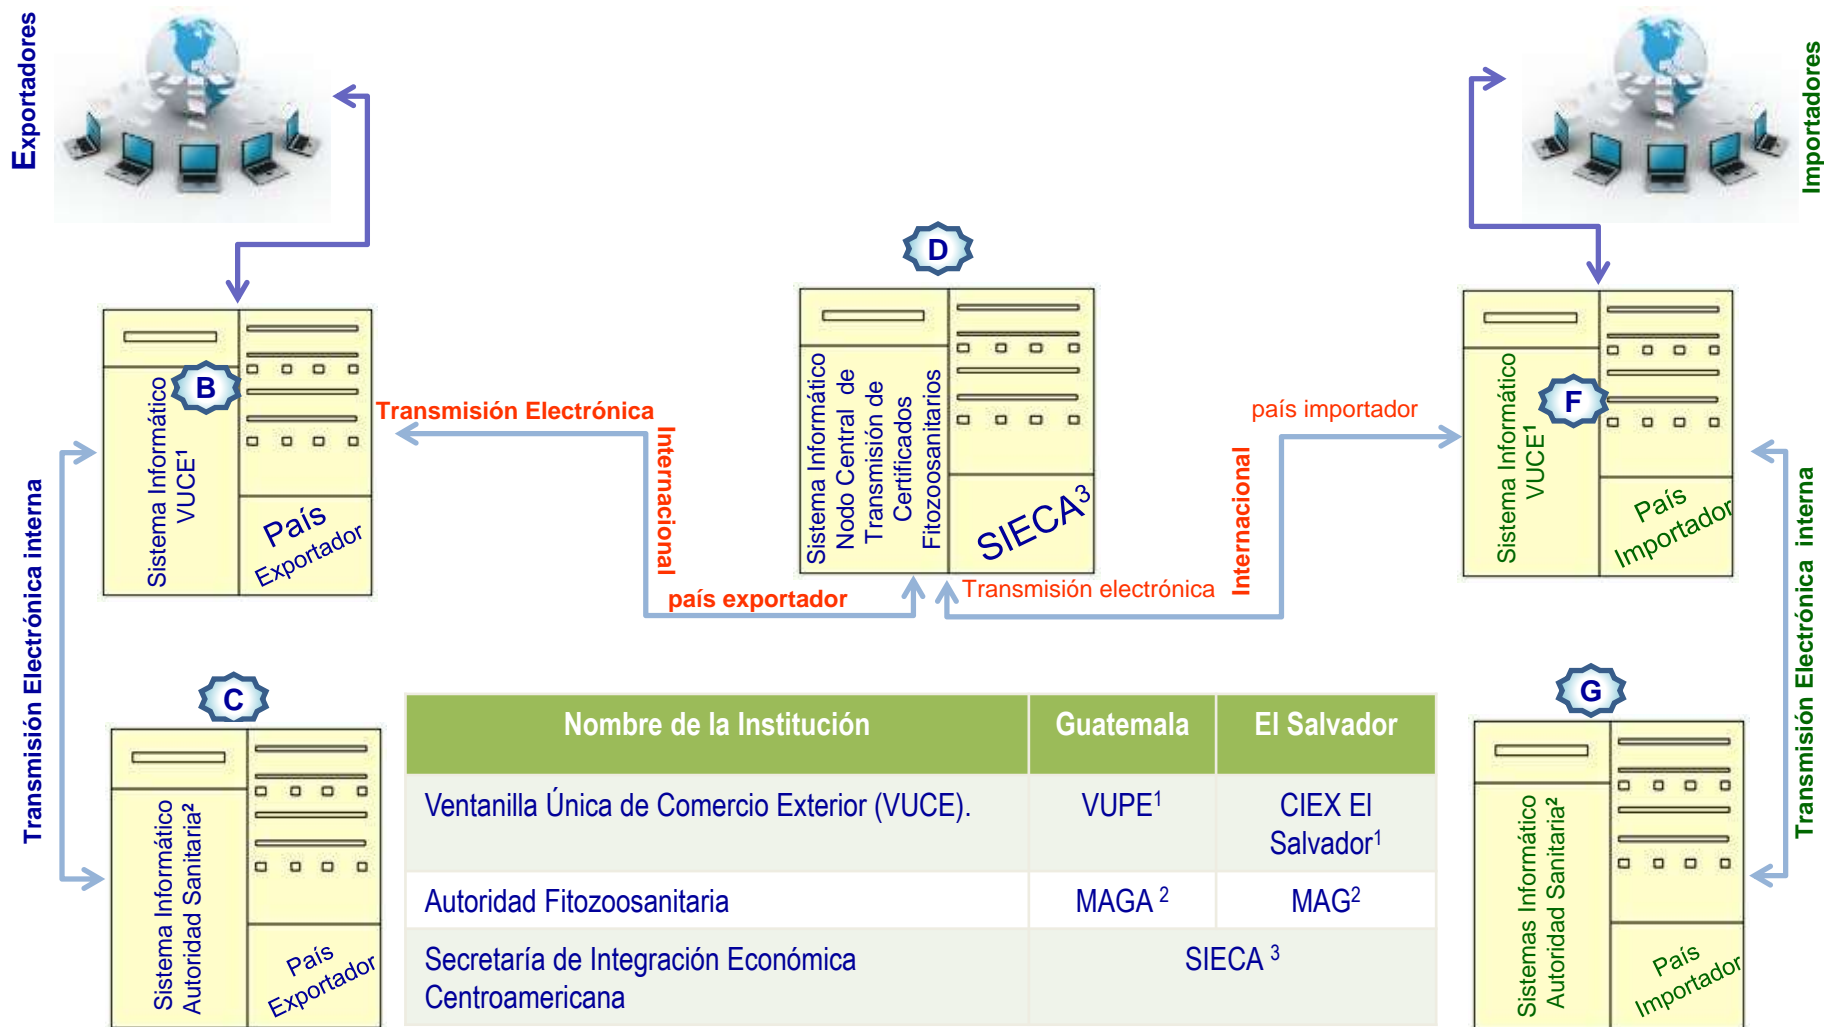 Exportadores
Importadores
D
B
Sistema Informático
VUCE¹
País
Exportador
Transmisión Electrónica
Internacional
país exportador
Sistema Informático
Nodo Central de
Transmisión de
Certificados
Fitozoosanitarios
SIECA³
Transmisión electrónica
Internacional
país importador
F
Sistema Informático
VUCE¹
País
Importador
Transmisión Electrónica interna
Transmisión Electrónica interna
C
Sistema Informático
Autoridad Sanitaria²
País
Exportador
Nombre de la Institución Guatemala El Salvador
Ventanilla Única de Comercio Exterior (VUCE). VUPE¹ CIEX El
Salvador¹
Autoridad Fitozoosanitaria MAGA ² MAG²
Secretaría de Integración Económica
Centroamericana
SIECA ³
G
Sistemas Informático
Autoridad Sanitaria²
País
Importador